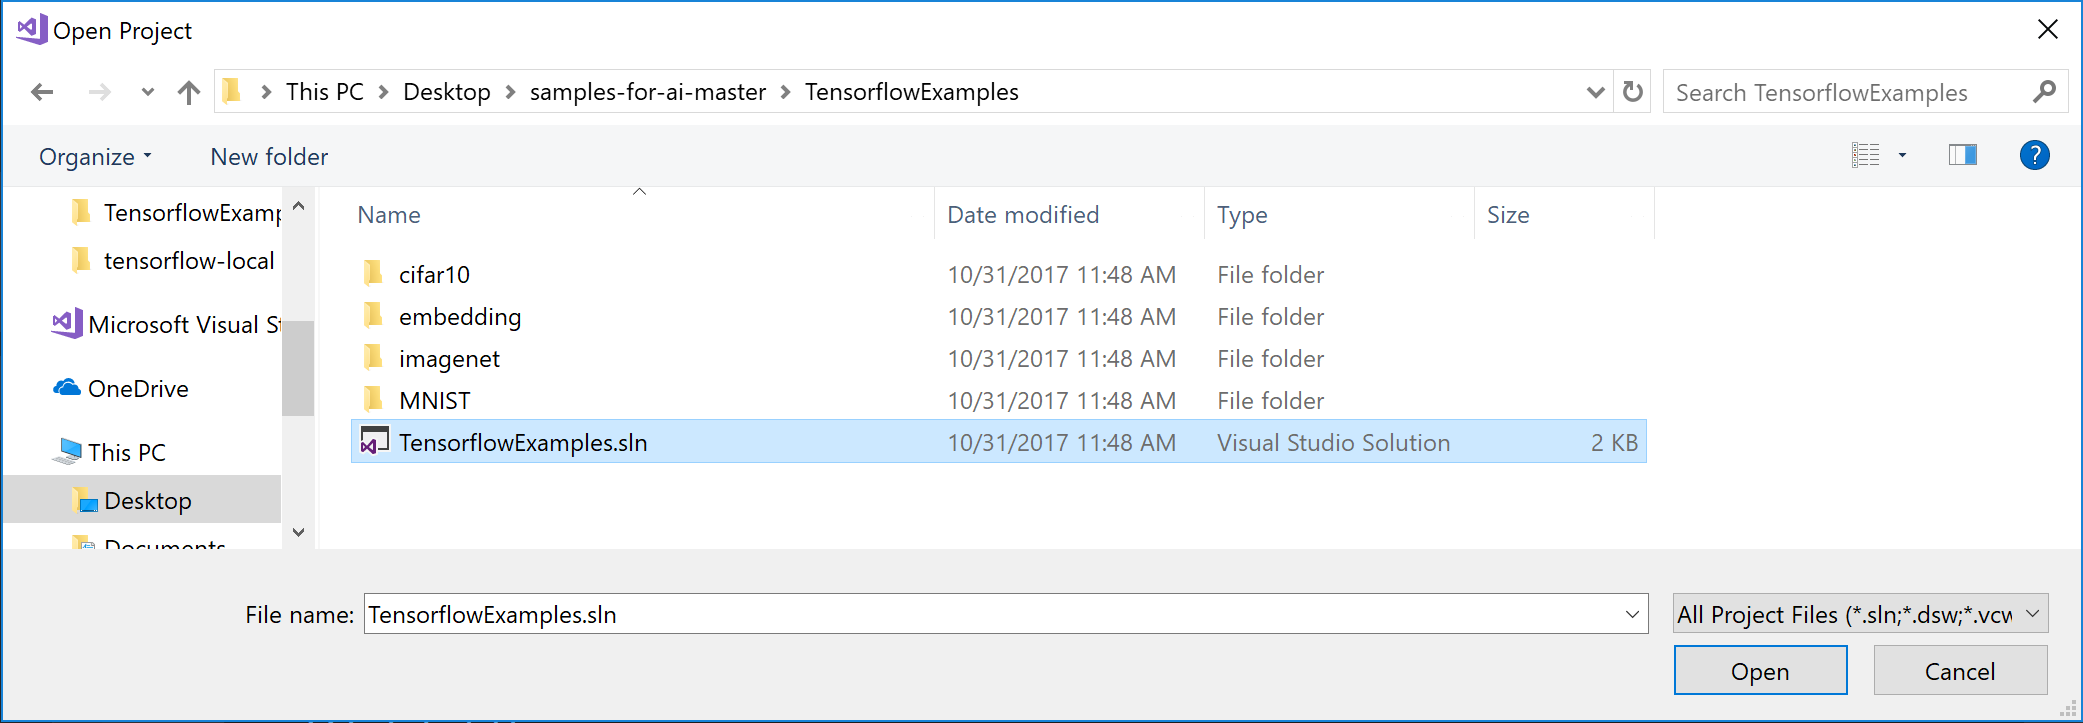 Open Project
This PC > Desktop > samples-for-ai-master > TensorflowExamples
Search TensorflowExamples
Organize
New folder
?
TensorflowExamp
tensorflow-local
Microsoft Visual St
OneDrive
This PC
Desktop
Documents
Name Date modified Type Size
cifar10 10/31/2017 11:48 AM File folder
embedding 10/31/2017 11:48 AM File folder
imagenet 10/31/2017 11:48 AM File folder
MNIST 10/31/2017 11:48 AM File folder
TensorflowExamples.sln 10/31/2017 11:48 AM Visual Studio Solution 2 KB
File name: TensorflowExamples.sln
All Project Files (*.sln;*.dsw;*.vcw
Open
Cancel